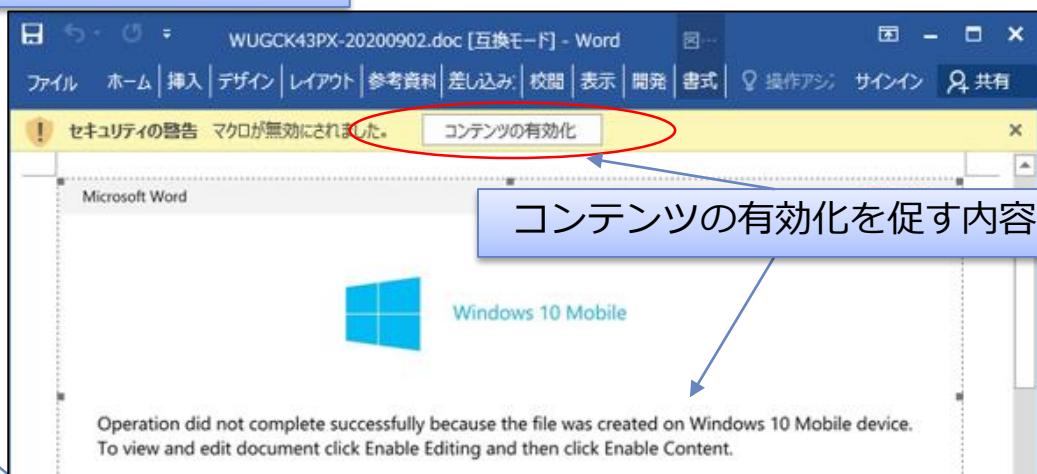 WUGCK43PX-20200902.doc [互換モード] - Word
図…
ファイル ホーム 挿入 デザイン レイアウト 参考資料 差し込み 校閲 表示 開発 書式 操作アシ サインイン 共有
セキュリティの警告 マクロが無効にされました。 コンテンツの有効化
Microsoft Word
コンテンツの有効化を促す内容
Windows 10 Mobile
Operation did not complete successfully because the file was created on Windows 10 Mobile device.
To view and edit document click Enable Editing and then click Enable Content.